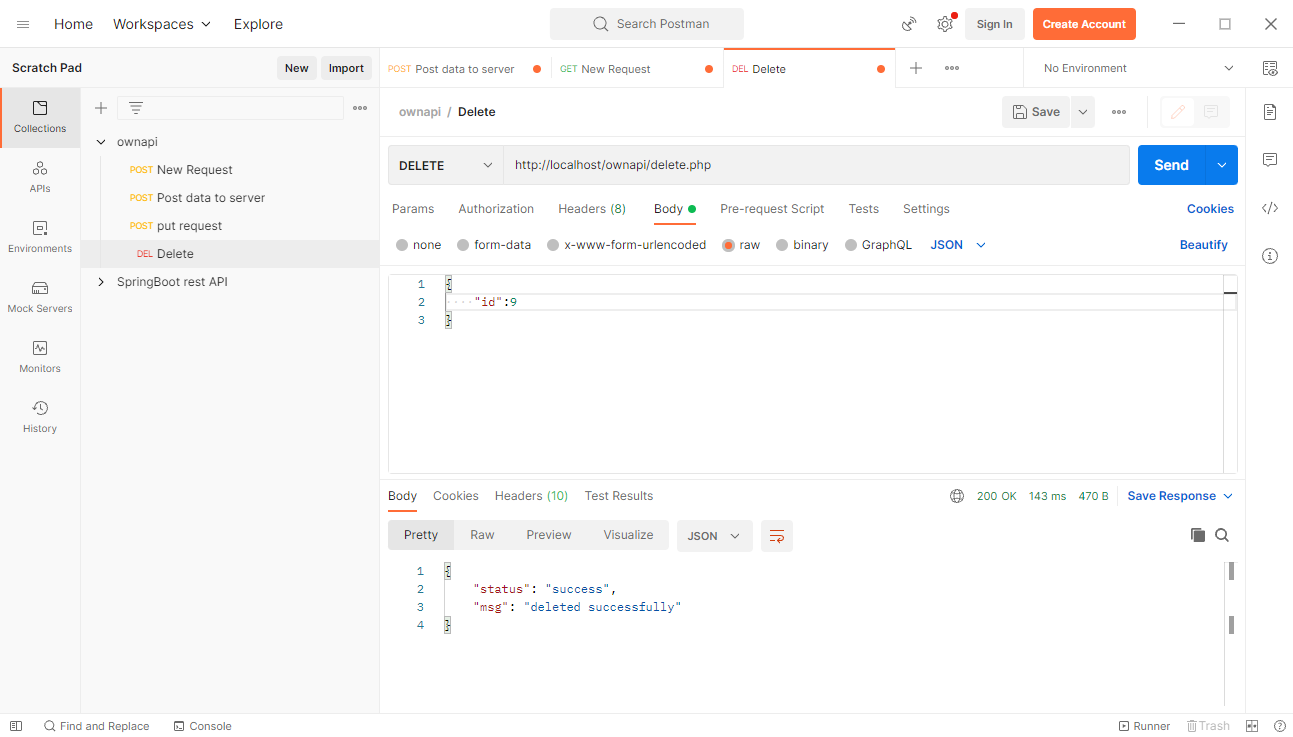 Home Workspaces Explore Search Postman Sign In Create Account
Scratch Pad New Import
POST Post data to server GET New Request DEL Delete No Environment
Collections
APIs
Environments
Mock Servers
Monitors
History
ownapi
POST New Request
POST Post data to server
POST put request
DEL Delete
SpringBoot rest API
ownapi / Delete Save
DELETE http://localhost/ownapi/delete.php Send
Params Authorization Headers (8) Body Pre-request Script Tests Settings Cookies
none form-data x-www-form-urlencoded raw binary GraphQL JSON Beautify
1 {
2 ····"id":9
3 }
Body Cookies Headers (10) Test Results 200 OK 143 ms 470 B Save Response
Pretty Raw Preview Visualize JSON
1 {
2 "status": "success",
3 "msg": "deleted successfully"
4 }
Find and Replace Console Runner Trash